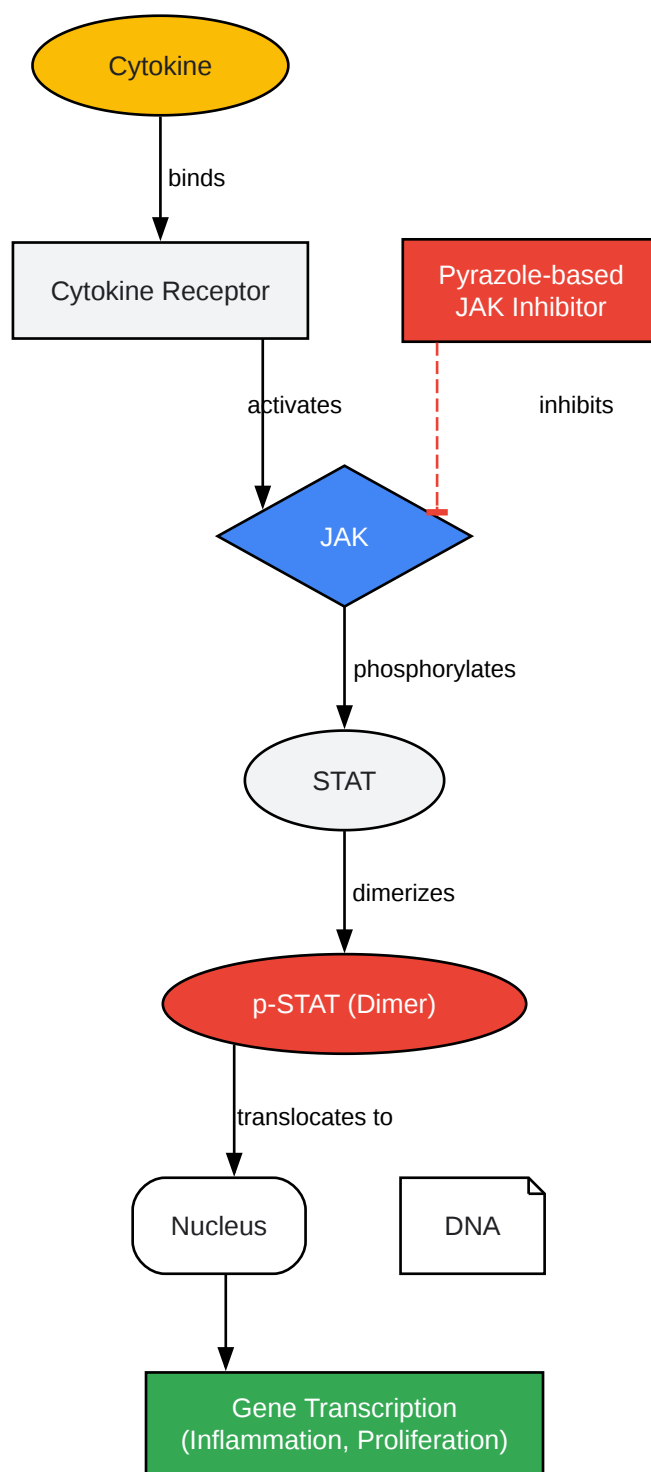 Cytokine
binds
Cytokine Receptor
Pyrazole-based
JAK Inhibitor
activates
inhibits
JAK
phosphorylates
STAT
dimerizes
p-STAT (Dimer)
translocates to
Nucleus
DNA
Gene Transcription
(Inflammation, Proliferation)